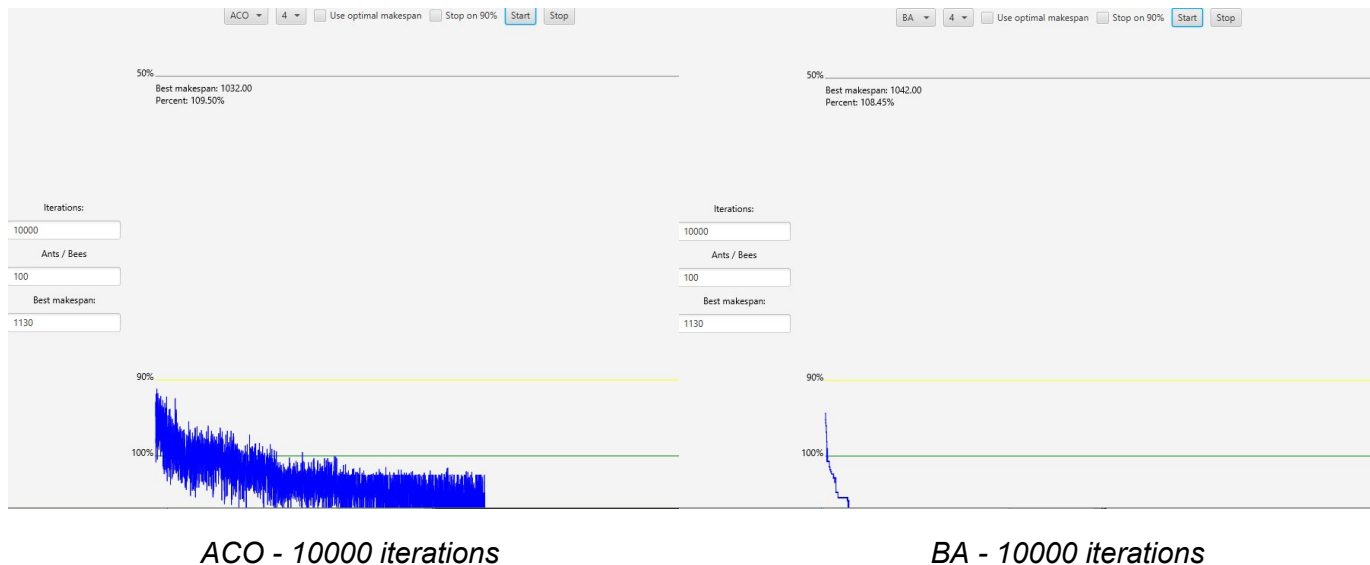 ACO 4 Use optimal makespan Stop on 90% Start Stop
50%
Best makespan: 1032.00
Percent: 109.50%
Iterations:
10000
Ants / Bees
100
Best makespan:
1130
90%
100%
BA 4 Use optimal makespan Stop on 90% Start Stop
50%
Best makespan: 1042.00
Percent: 108.45%
Iterations:
10000
Ants / Bees
100
Best makespan:
1130
90%
100%
ACO - 10000 iterations
BA - 10000 iterations